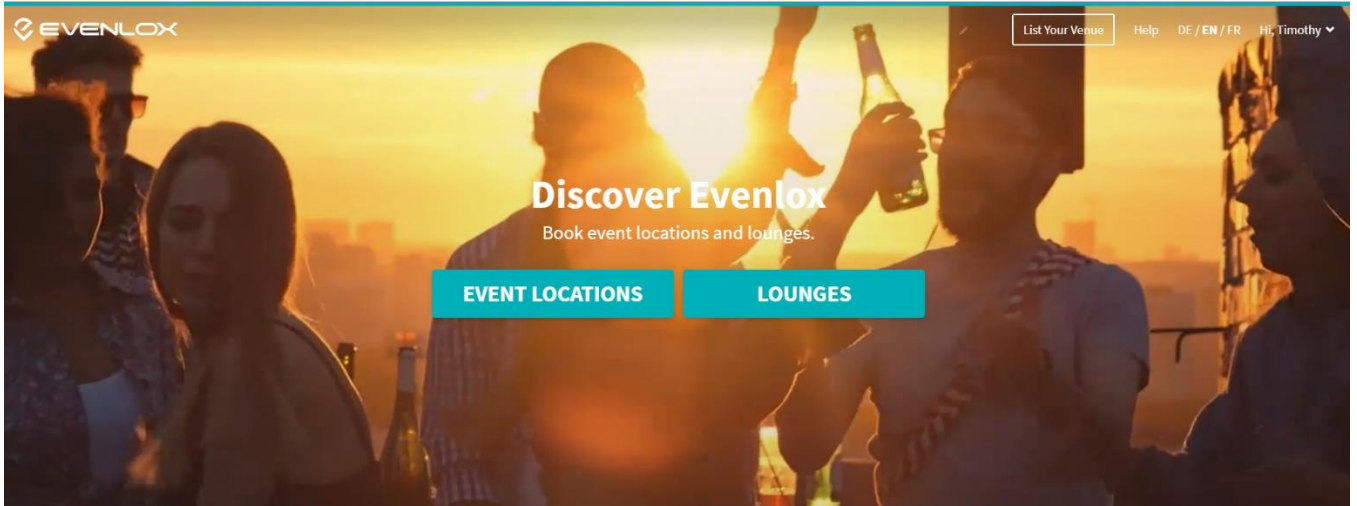 EVENLOX
List Your Venue
Help
DE / EN / FR
Hi, Timothy
Discover Evenlox
Book event locations and lounges.
EVENT LOCATIONS
LOUNGES